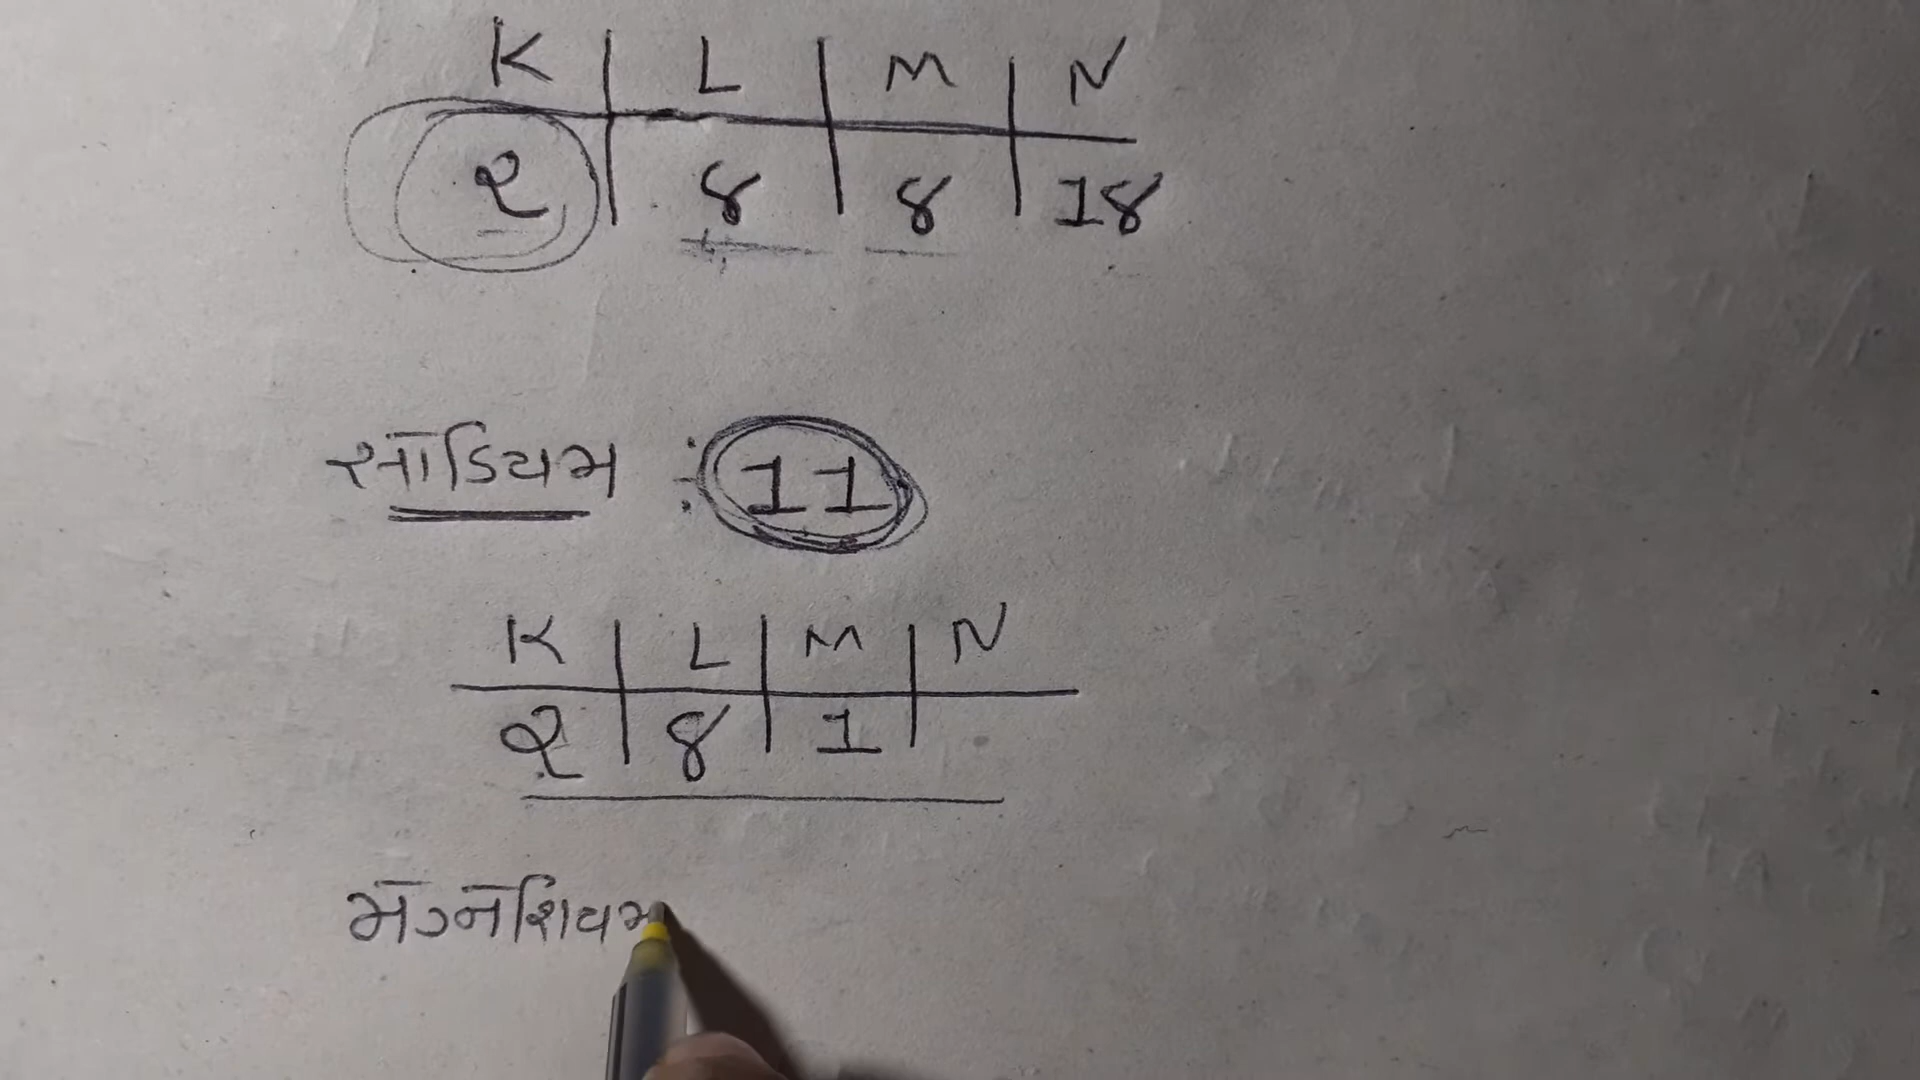 K | L | M | N
૨ | 8 | 8 | 18
સોડિયમ : 11
K | L | M | N
૨ | 8 | 1 |
મેગ્નેશિયમ